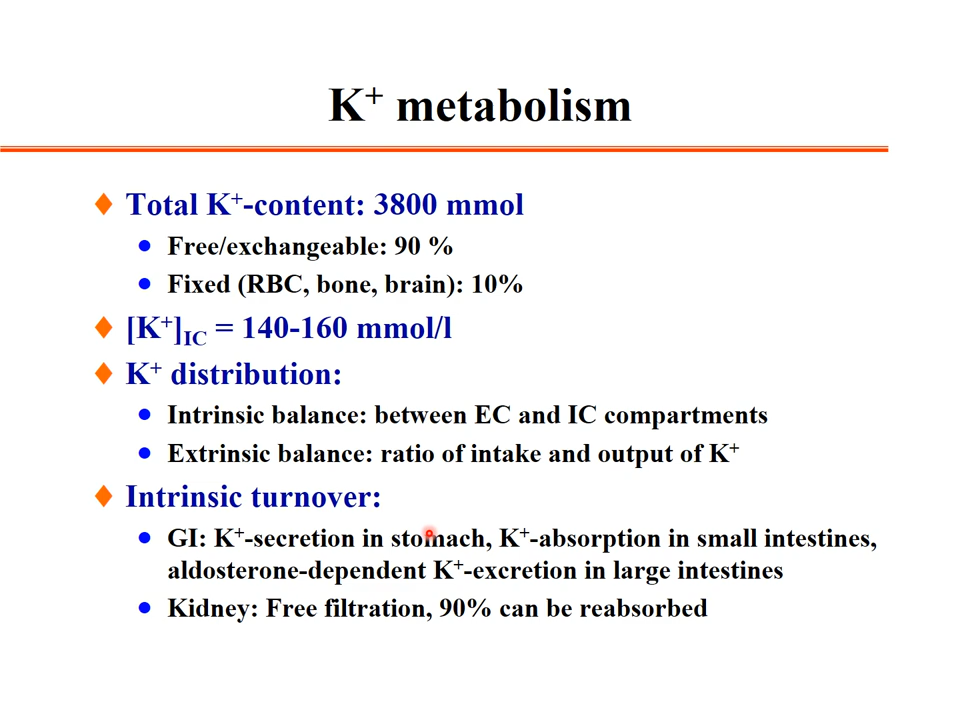 K⁺ metabolism
Total K⁺-content: 3800 mmol
Free/exchangeable: 90 %
Fixed (RBC, bone, brain): 10%
[K⁺]IC = 140-160 mmol/l
K⁺ distribution:
Intrinsic balance: between EC and IC compartments
Extrinsic balance: ratio of intake and output of K⁺
Intrinsic turnover:
GI: K⁺-secretion in stomach, K⁺-absorption in small intestines,
aldosterone-dependent K⁺-excretion in large intestines
Kidney: Free filtration, 90% can be reabsorbed